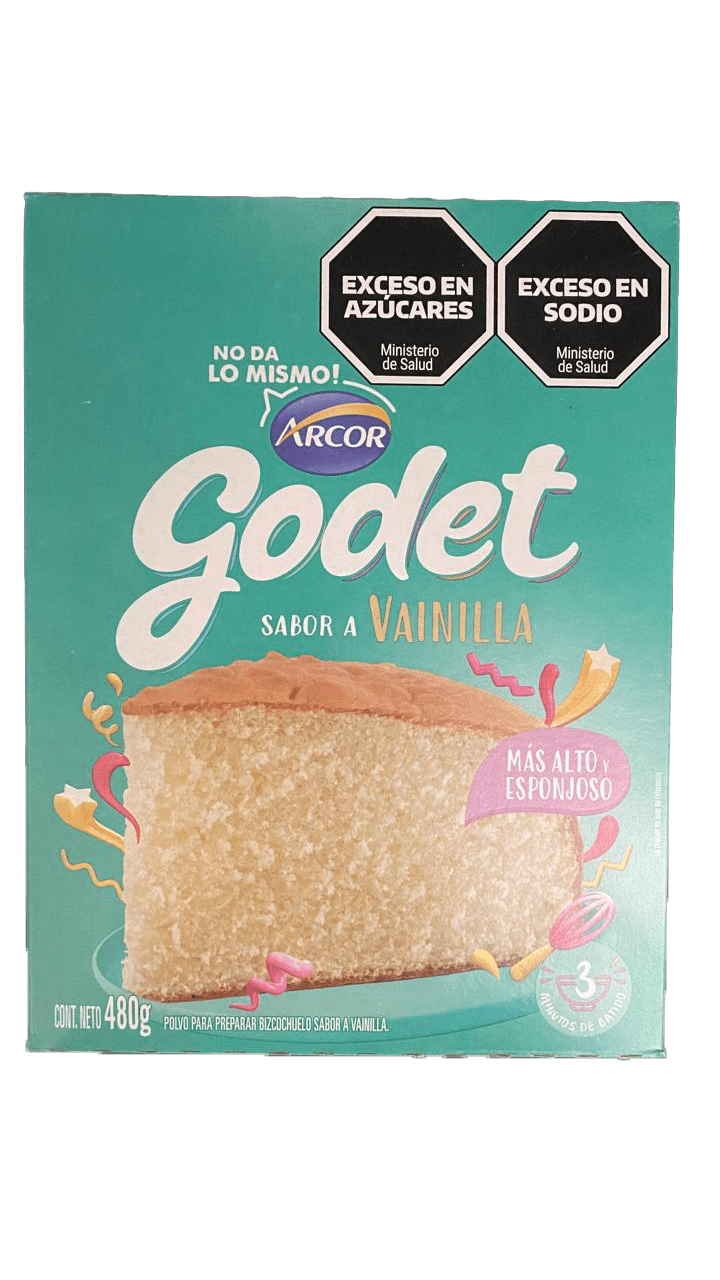 EXCESO EN
AZÚCARES
Ministerio
de Salud
EXCESO EN
SODIO
Ministerio
de Salud
NO DA
LO MISMO!
ARCOR
Godet
SABOR A VAINILLA
MÁS ALTO Y
ESPONJOSO
3
MINUTOS DE BATIDO
CONT. NETO 480g
POLVO PARA PREPARAR BIZCOCHUELO SABOR A VAINILLA.